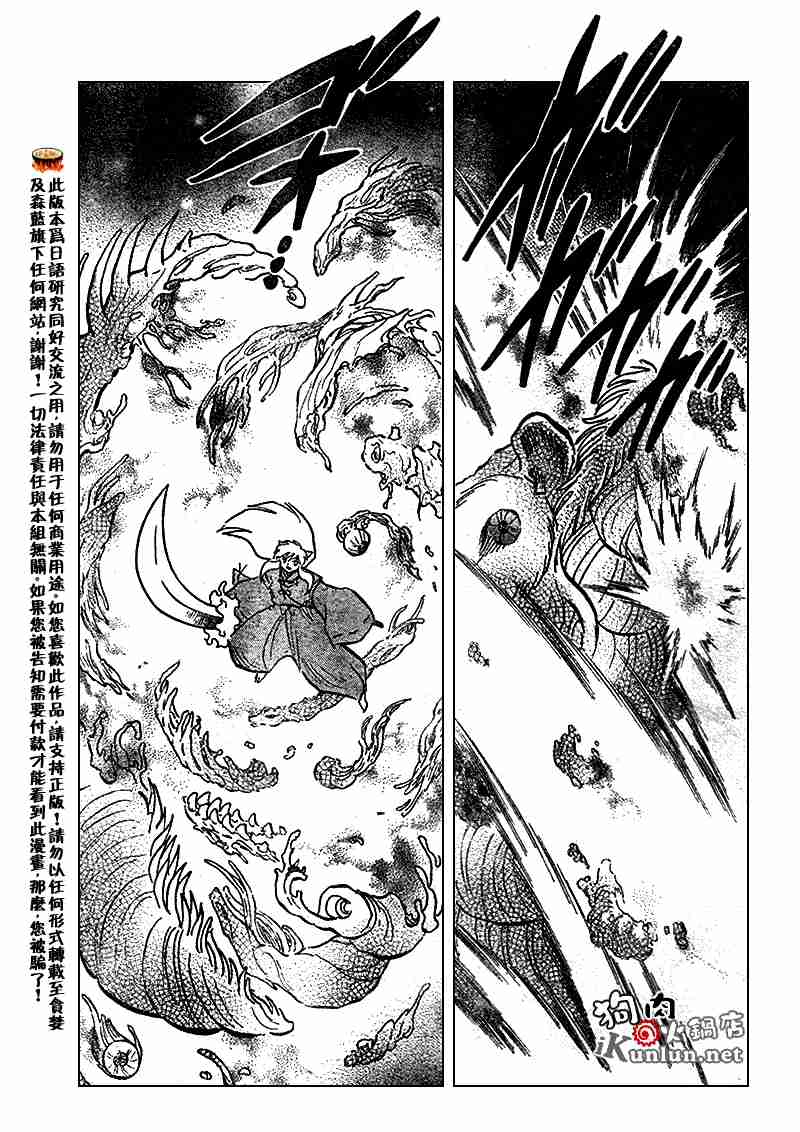 ガガガガ
ゴ
此版本爲日語研究同好交流之用，請勿用于任何商業用途。如您喜歡此作品，請支持正版！請勿以任何形式轉載至貪婪
及森藍旗下任何網站，謝謝！一切法律責任與本組無關。如果您被告知需要付款才能看到此漫畫，那麼，您被騙了！
狗肉
火鍋店
iKunlun.net